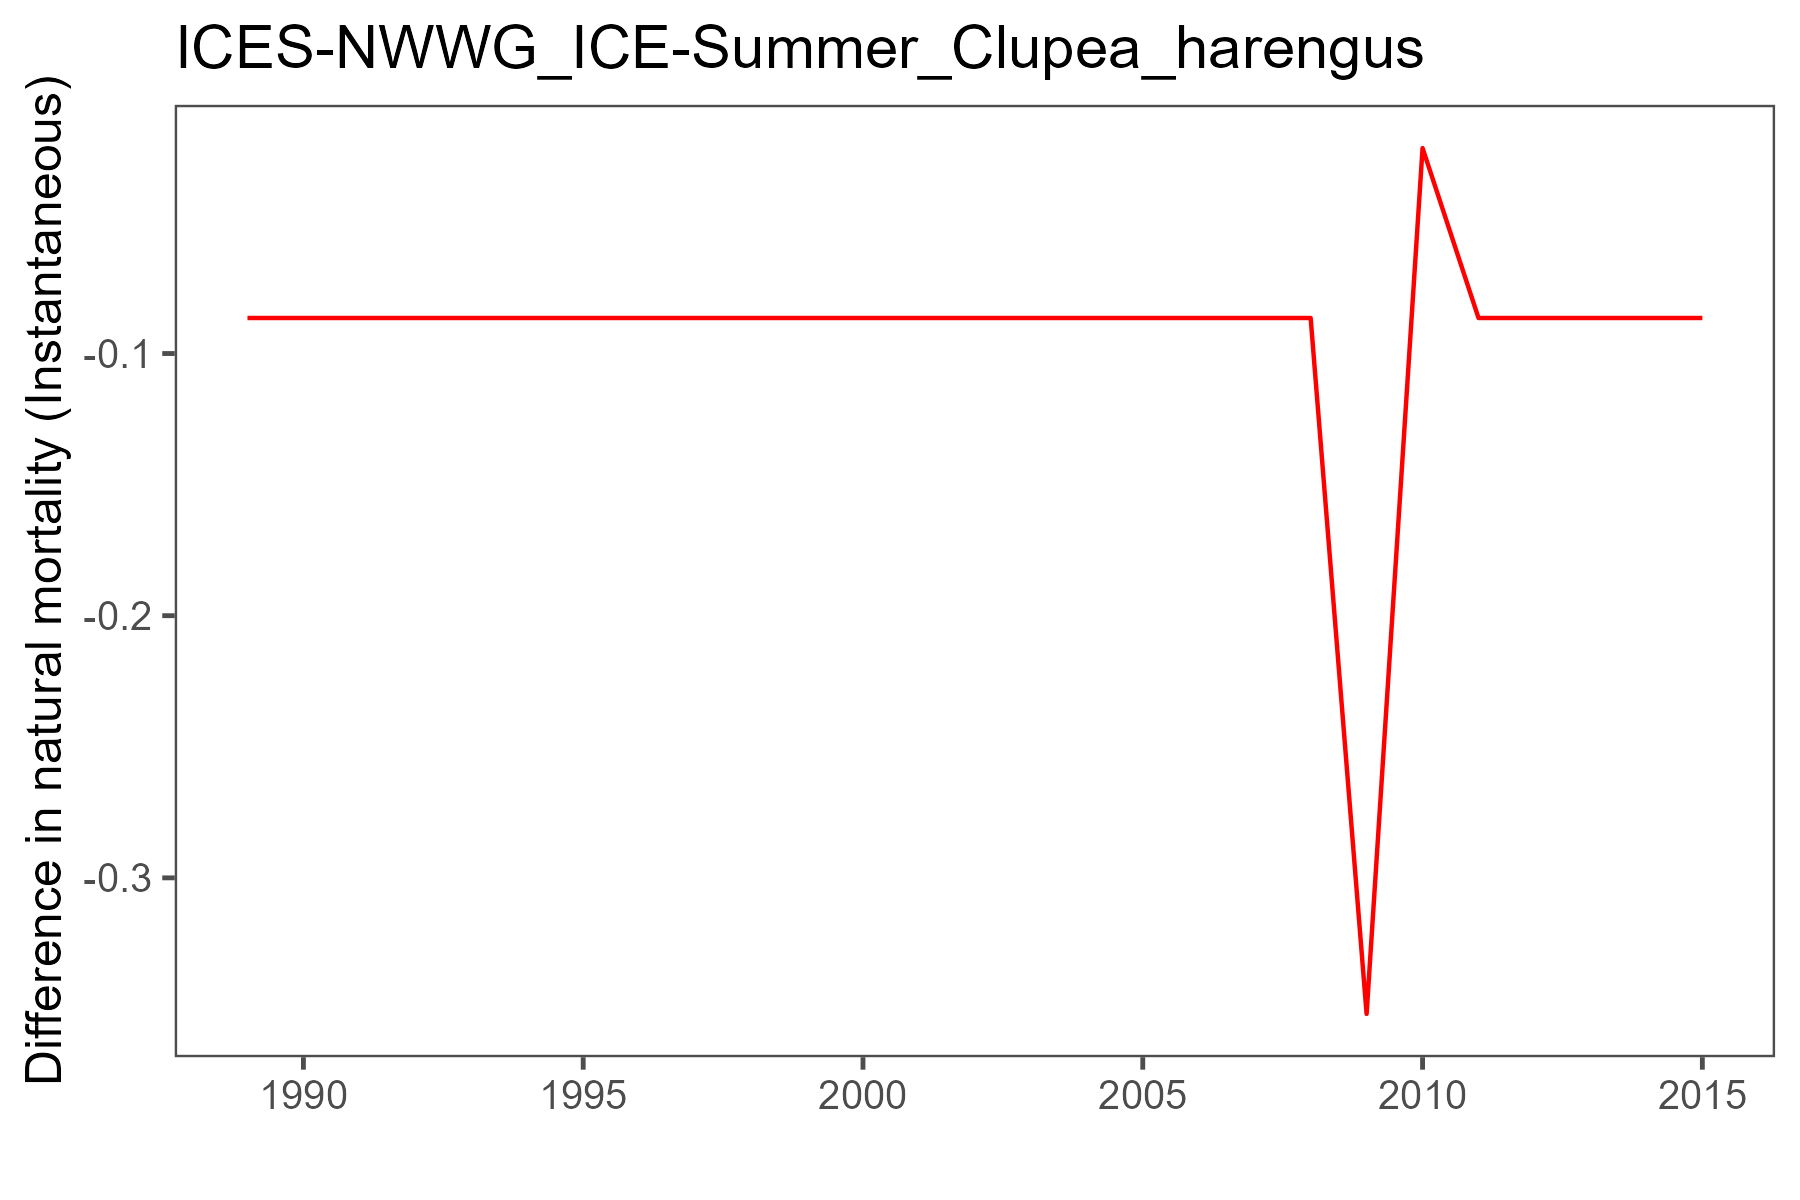 ICES-NWWG_ICE-Summer_Clupea_harengus
Difference in natural mortality (Instantaneous)
-0.1
-0.2
-0.3
1990 1995 2000 2005 2010 2015